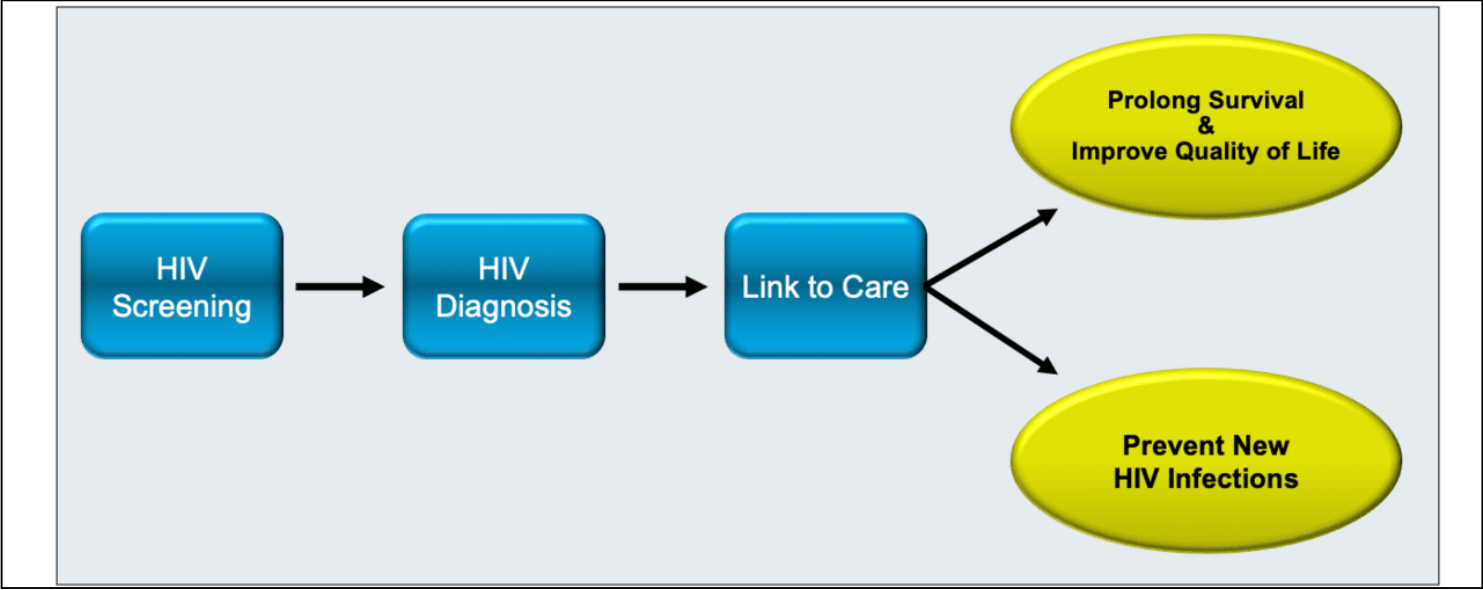 HIV
Screening
HIV
Diagnosis
Link to Care
Prolong Survival
&
Improve Quality of Life
Prevent New
HIV Infections